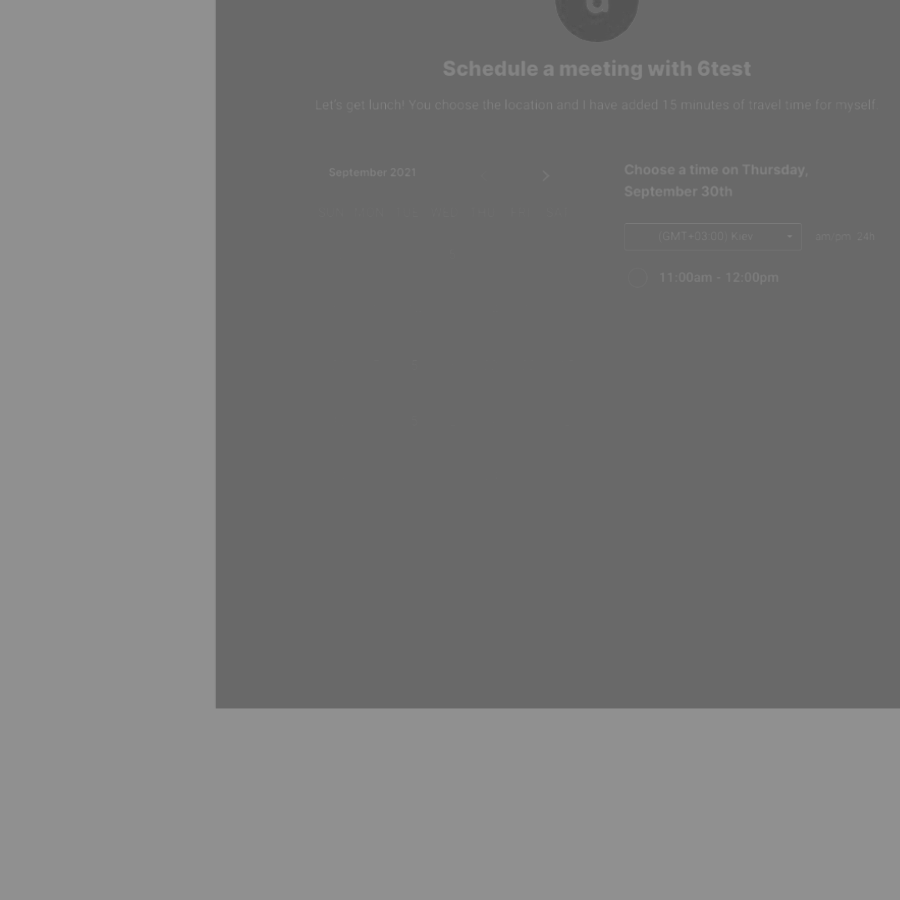 d
Schedule a meeting with 6test
Let's get lunch! You choose the location and I have added 15 minutes of travel time for myself.
September 2021
Choose a time on Thursday,
September 30th
(GMT+03:00) Kiev
am/pm 24h
11:00am - 12:00pm